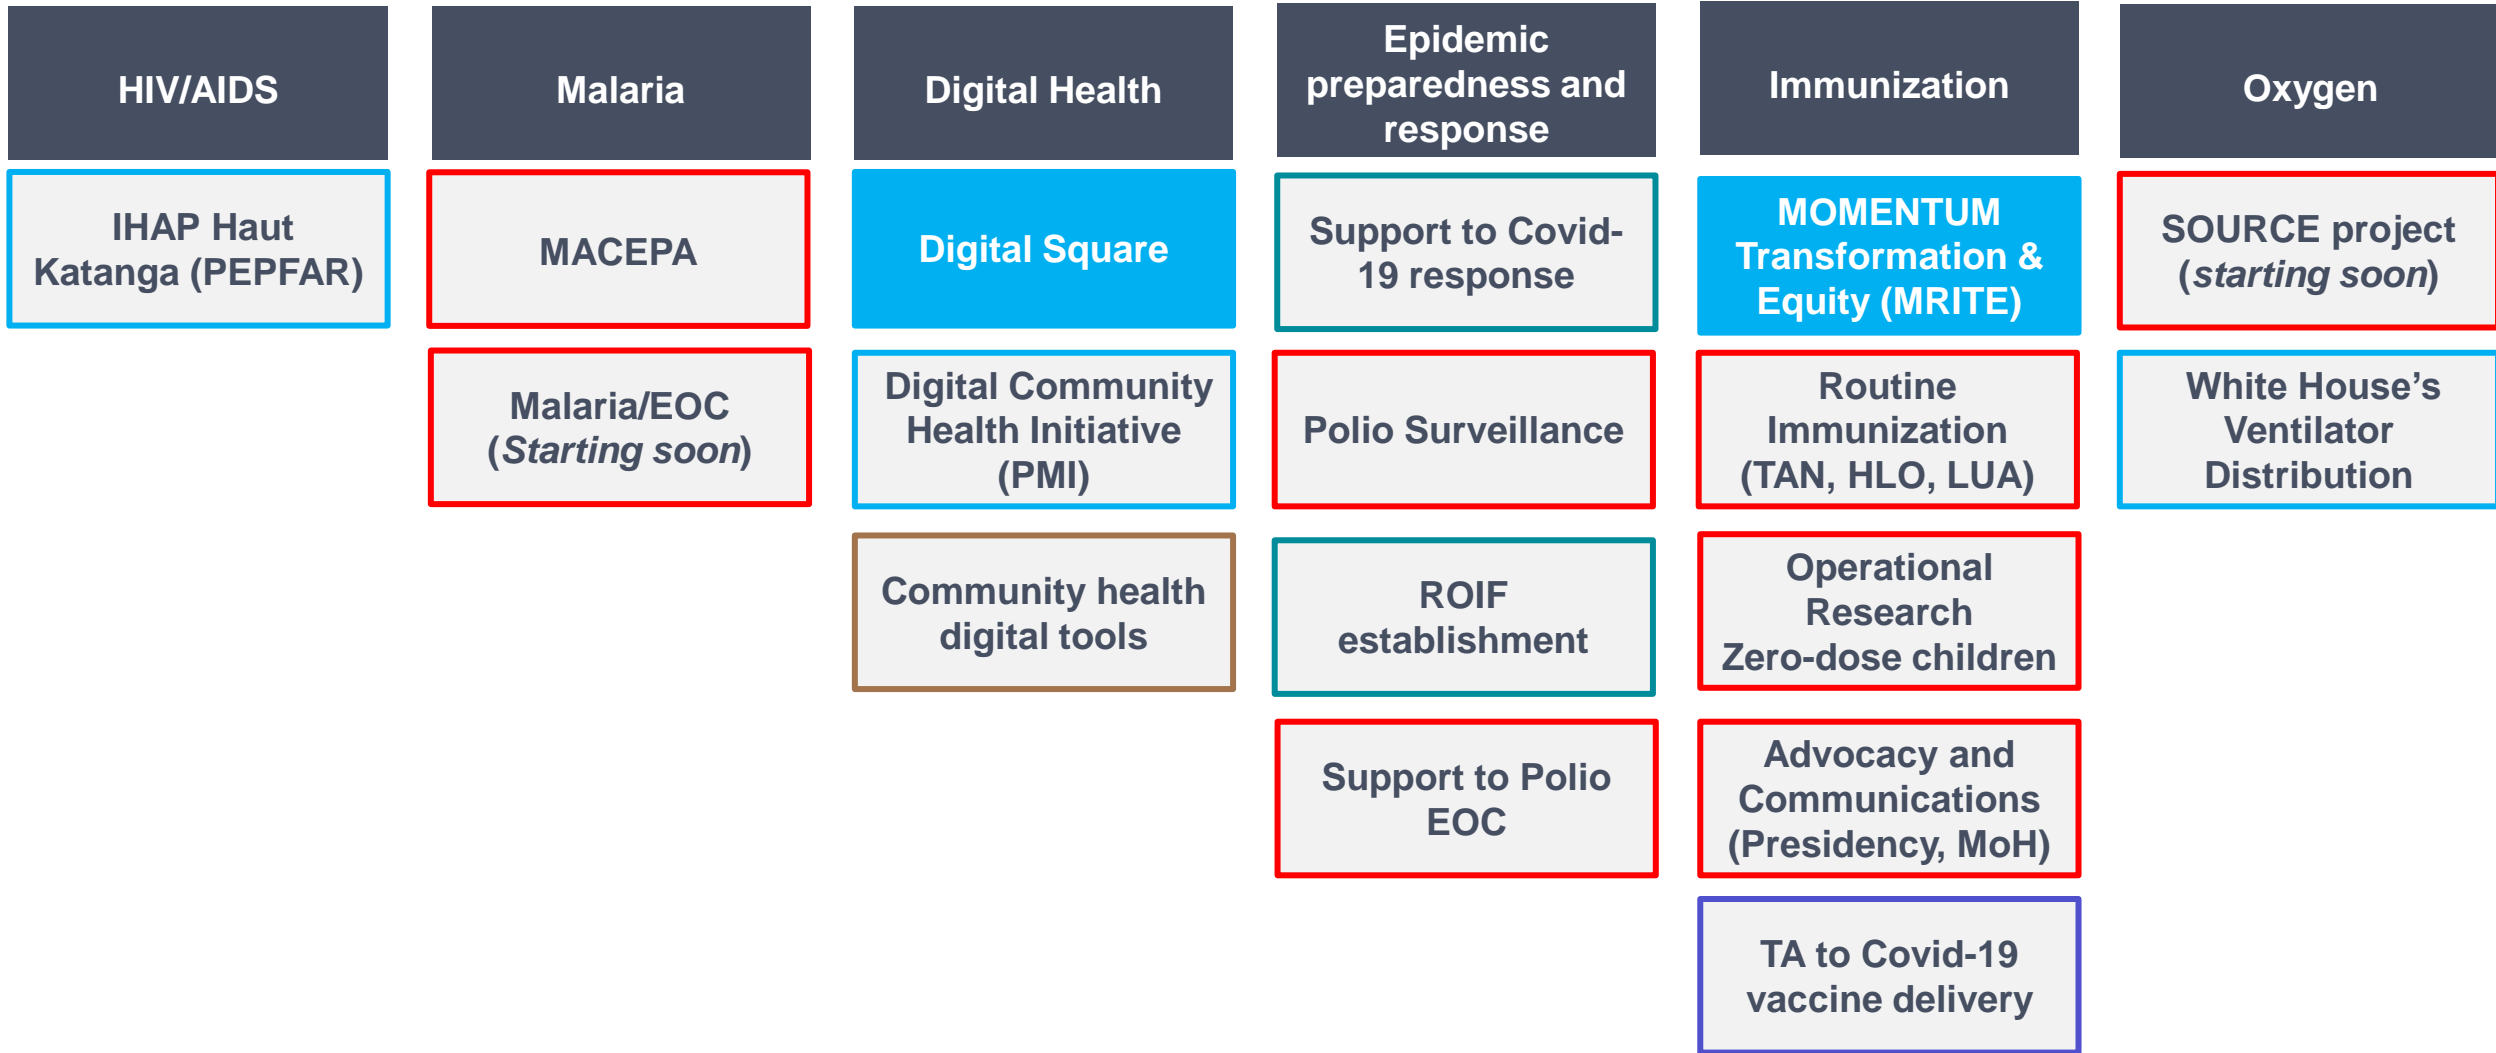 HIV/AIDS
IHAP Haut
Katanga (PEPFAR)
Malaria
MACEPA
Malaria/EOC
(Starting soon)
Digital Health
Digital Square
Digital Community
Health Initiative
(PMI)
Community health
digital tools
Epidemic
preparedness and
response
Support to Covid-
19 response
Polio Surveillance
ROIF
establishment
Support to Polio
EOC
Immunization
MOMENTUM
Transformation &
Equity (MRITE)
Routine
Immunization
(TAN, HLO, LUA)
Operational
Research
Zero-dose children
Advocacy and
Communications
(Presidency, MoH)
TA to Covid-19
vaccine delivery
Oxygen
SOURCE project
(starting soon)
White House’s
Ventilator
Distribution